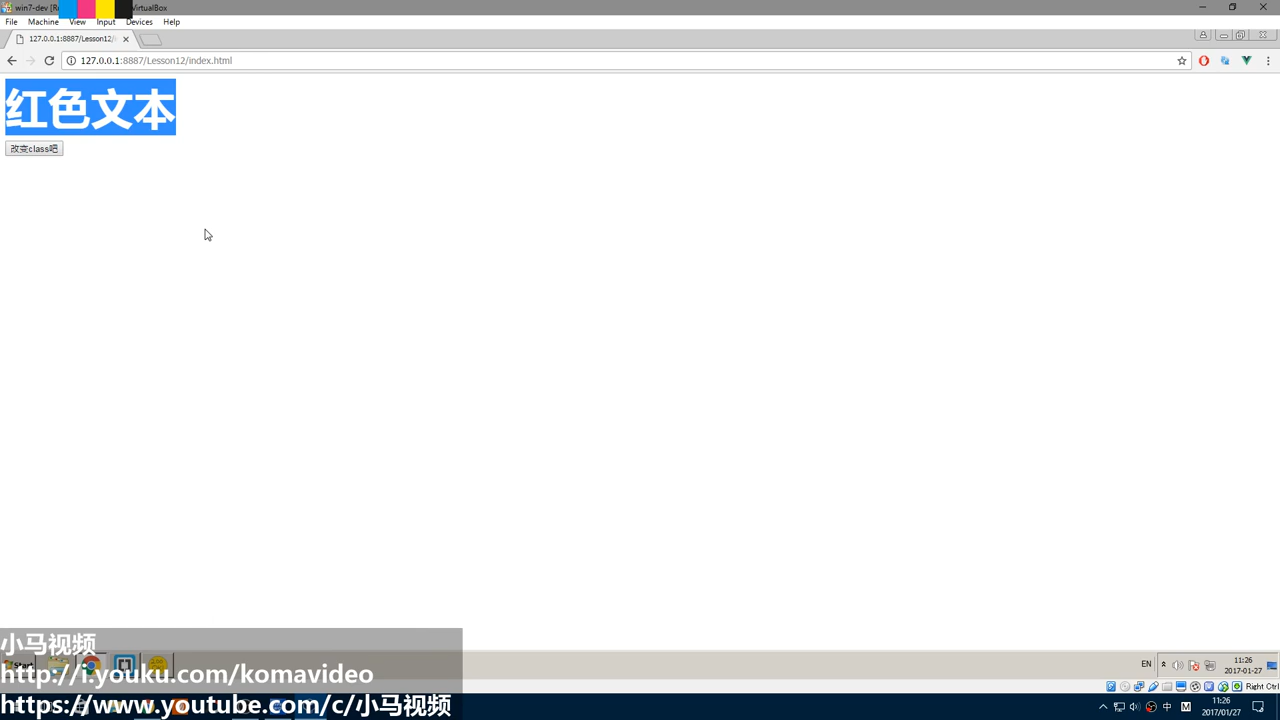 win7-dev [Ru
VirtualBox
File Machine View Input Devices Help
127.0.0.1:8887/Lesson12/
127.0.0.1:8887/Lesson12/index.html
红色文本
改变class吧
小马视频
http://i.youku.com/komavideo
https://www.youtube.com/c/小马视频
Start
EN
11:26
2017-01-27
Right Ctrl
中
M
11:26
2017/01/27